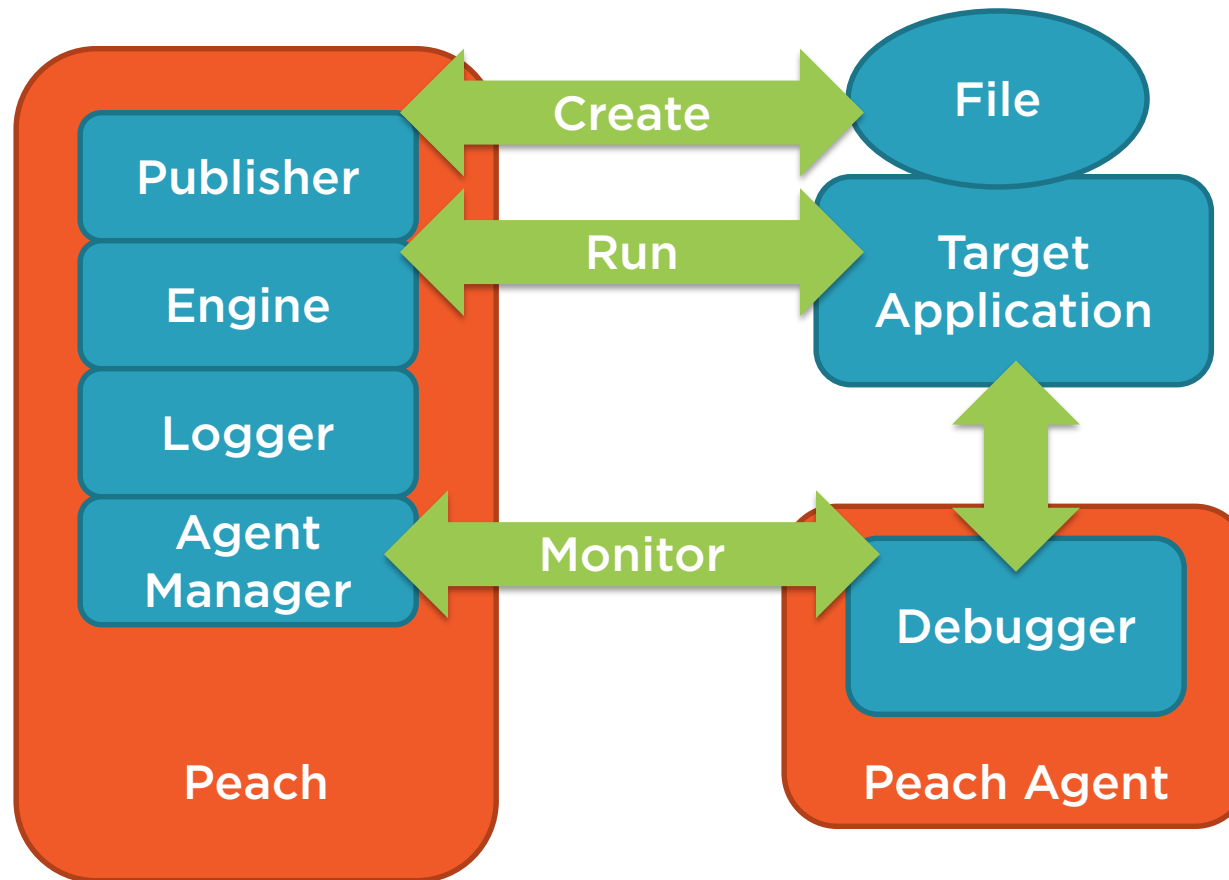 Publisher
Engine
Logger
Agent
Manager
Peach
Create
Run
Monitor
File
Target
Application
Debugger
Peach Agent